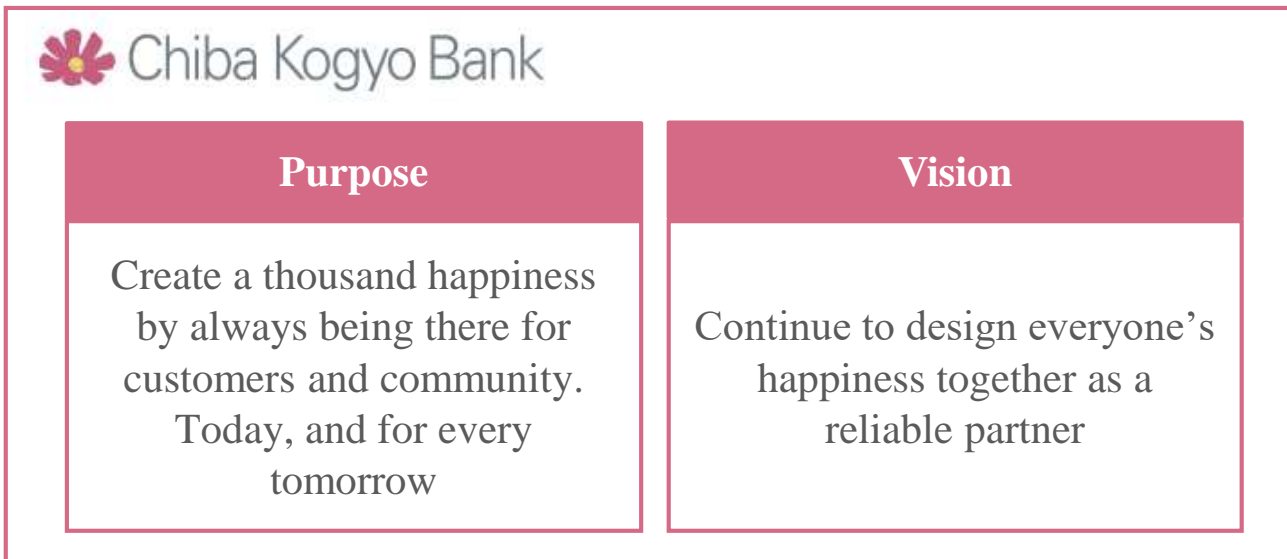 Chiba Kogyo Bank
Purpose
Create a thousand happiness
by always being there for
customers and community.
Today, and for every
tomorrow
Vision
Continue to design everyone’s
happiness together as a
reliable partner